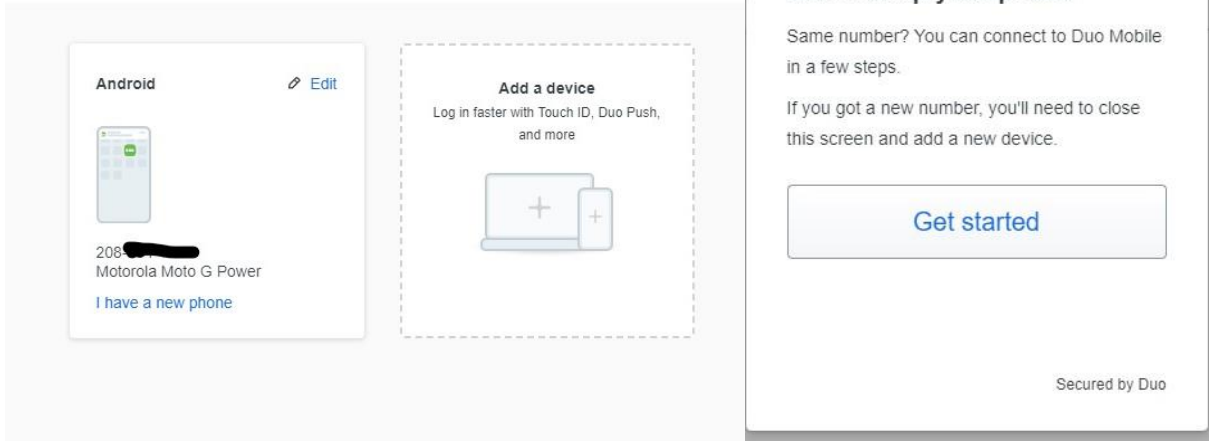 Android
Edit
208-
Motorola Moto G Power
I have a new phone
Add a device
Log in faster with Touch ID, Duo Push,
and more
Same number? You can connect to Duo Mobile
in a few steps.
If you got a new number, you'll need to close
this screen and add a new device.
Get started
Secured by Duo